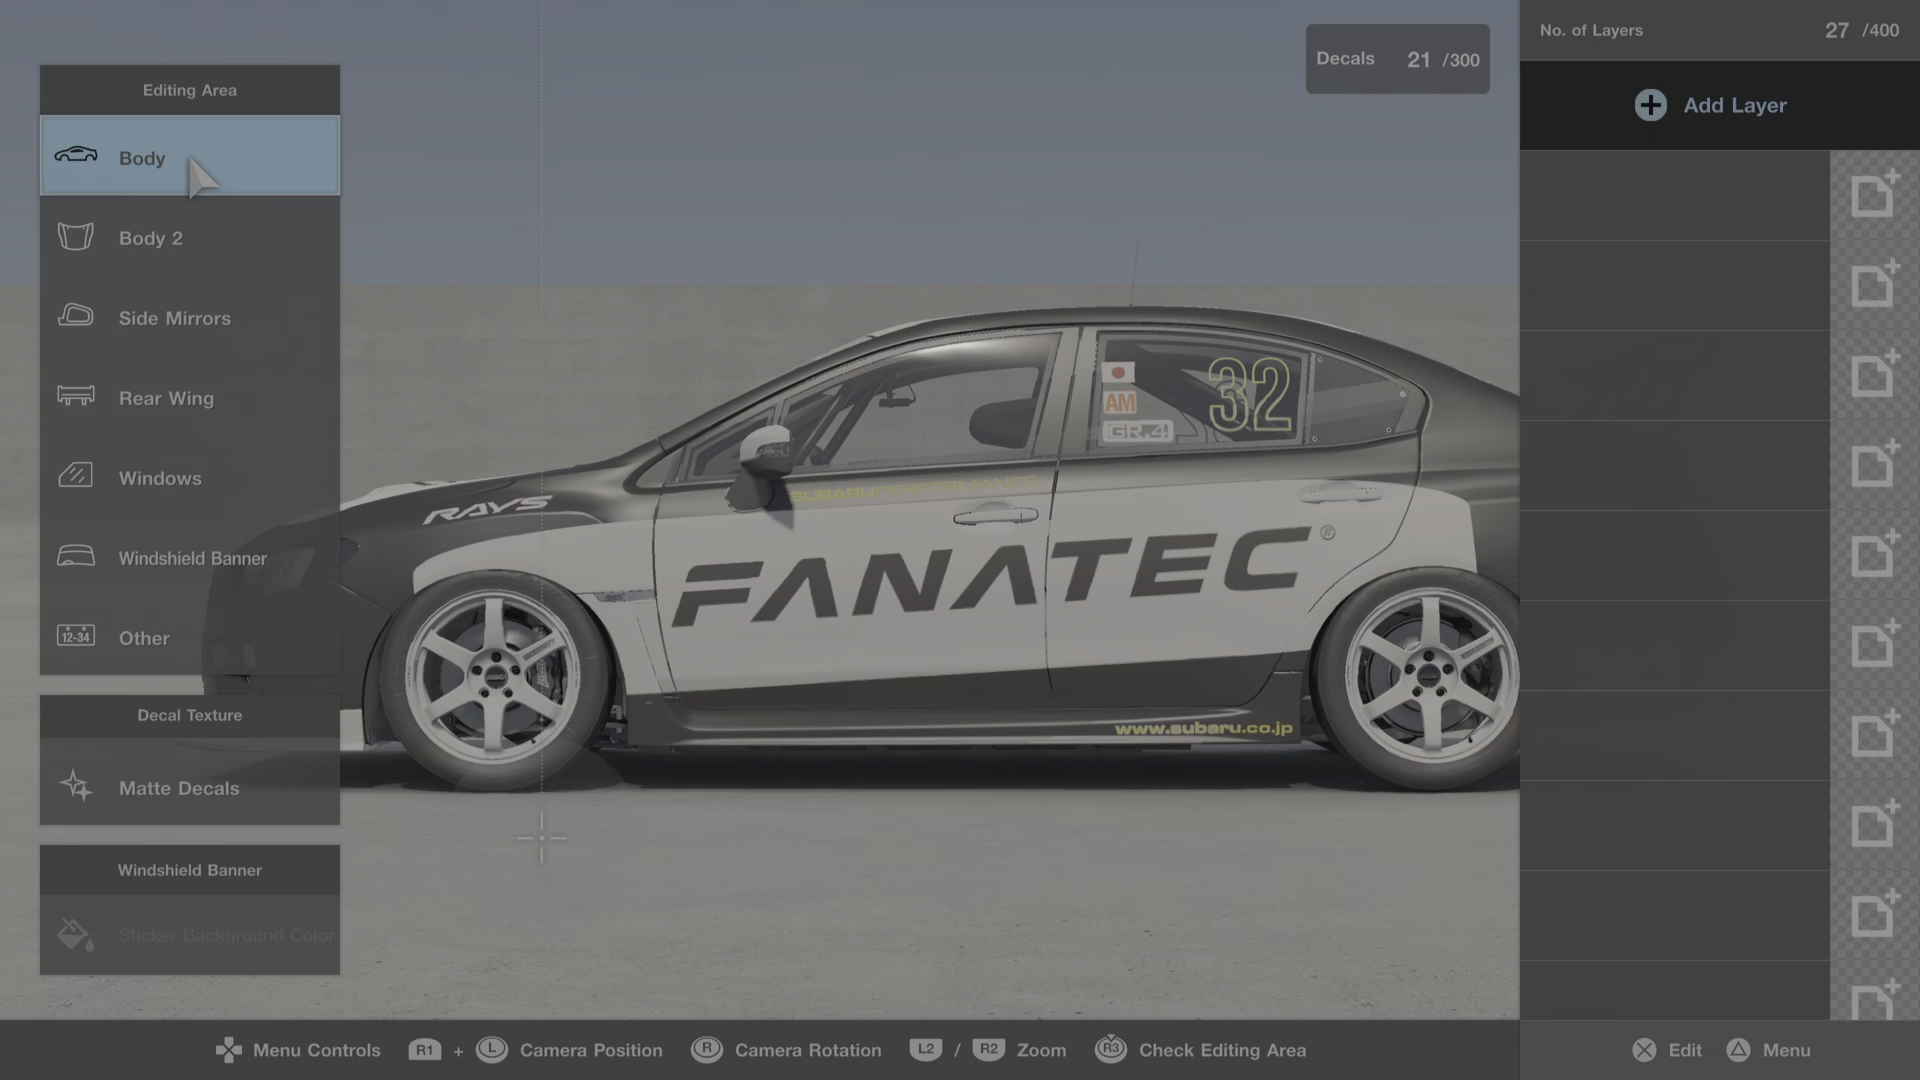 No. of Layers 27 /400
Decals 21 /300
Editing Area
Add Layer
Body
Body 2
Side Mirrors
Rear Wing
Windows
Windshield Banner
12-34 Other
Decal Texture
Matte Decals
Windshield Banner
Sticker Background Color
32
AM
GR.4
SUBARU PERFORMANCE
RAYS
FANATEC®
www.subaru.co.jp
Menu Controls R1 + L Camera Position R Camera Rotation L2 / R2 Zoom R3 Check Editing Area Edit Menu